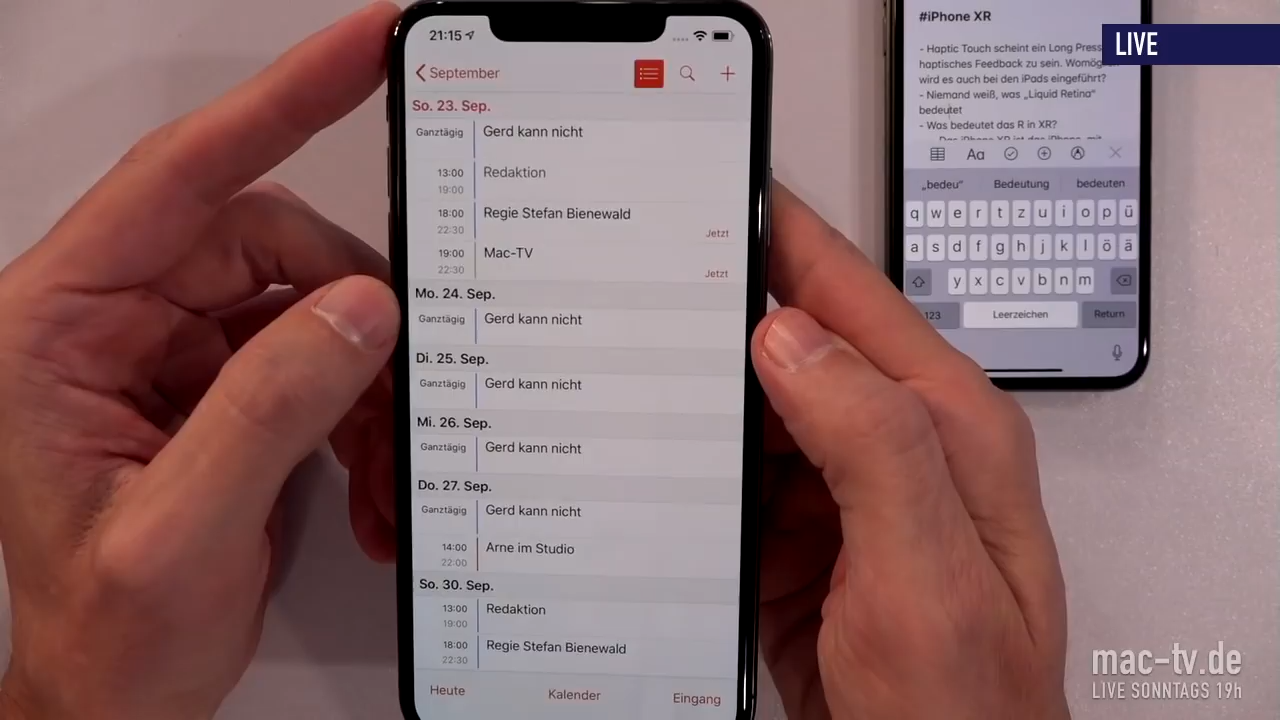 21:15
September
So. 23. Sep.
Ganztägig Gerd kann nicht
13:00 Redaktion
19:00
18:00 Regie Stefan Bienewald
22:30 Jetzt
19:00 Mac-TV
22:30 Jetzt
Mo. 24. Sep.
Ganztägig Gerd kann nicht
Di. 25. Sep.
Ganztägig Gerd kann nicht
Mi. 26. Sep.
Ganztägig Gerd kann nicht
Do. 27. Sep.
Ganztägig Gerd kann nicht
14:00 Arne im Studio
22:00
So. 30. Sep.
13:00 Redaktion
19:00
18:00 Regie Stefan Bienewald
22:30
Heute Kalender Eingang
#iPhone XR
- Haptic Touch scheint ein Long Press
haptisches Feedback zu sein.
wird es auch bei den iPads eingeführt?
- Niemand weiß, was „Liquid Retina“
bedeutet
- Was bedeutet das R in XR?
Aa
„bedeu“ Bedeutung bedeuten
q w e r t z u i o p ü
a s d f g h j k l ö ä
y x c v b n m
123 Leerzeichen Return
LIVE
mac-tv.de
LIVE SONNTAGS 19h